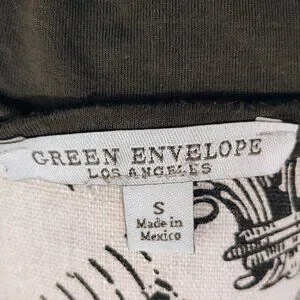 GREEN ENVELOPE
LOS ANGELES
S
Made in
Mexico